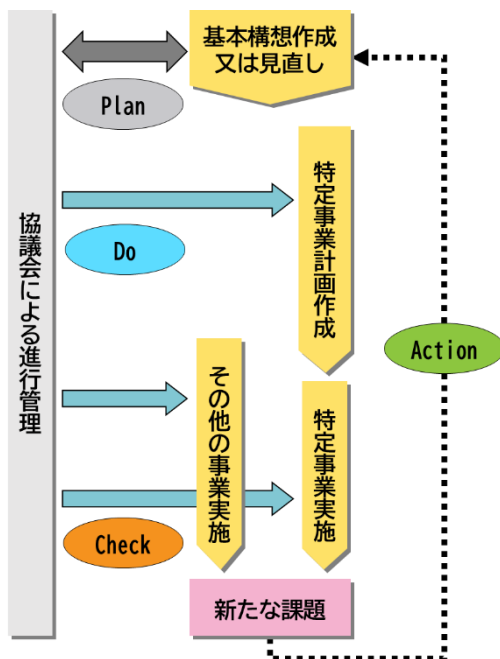 基本構想作成
又は見直し
Plan
協議会による進行管理
特定事業計画作成
Do
Action
その他の事業実施
特定事業実施
Check
新たな課題